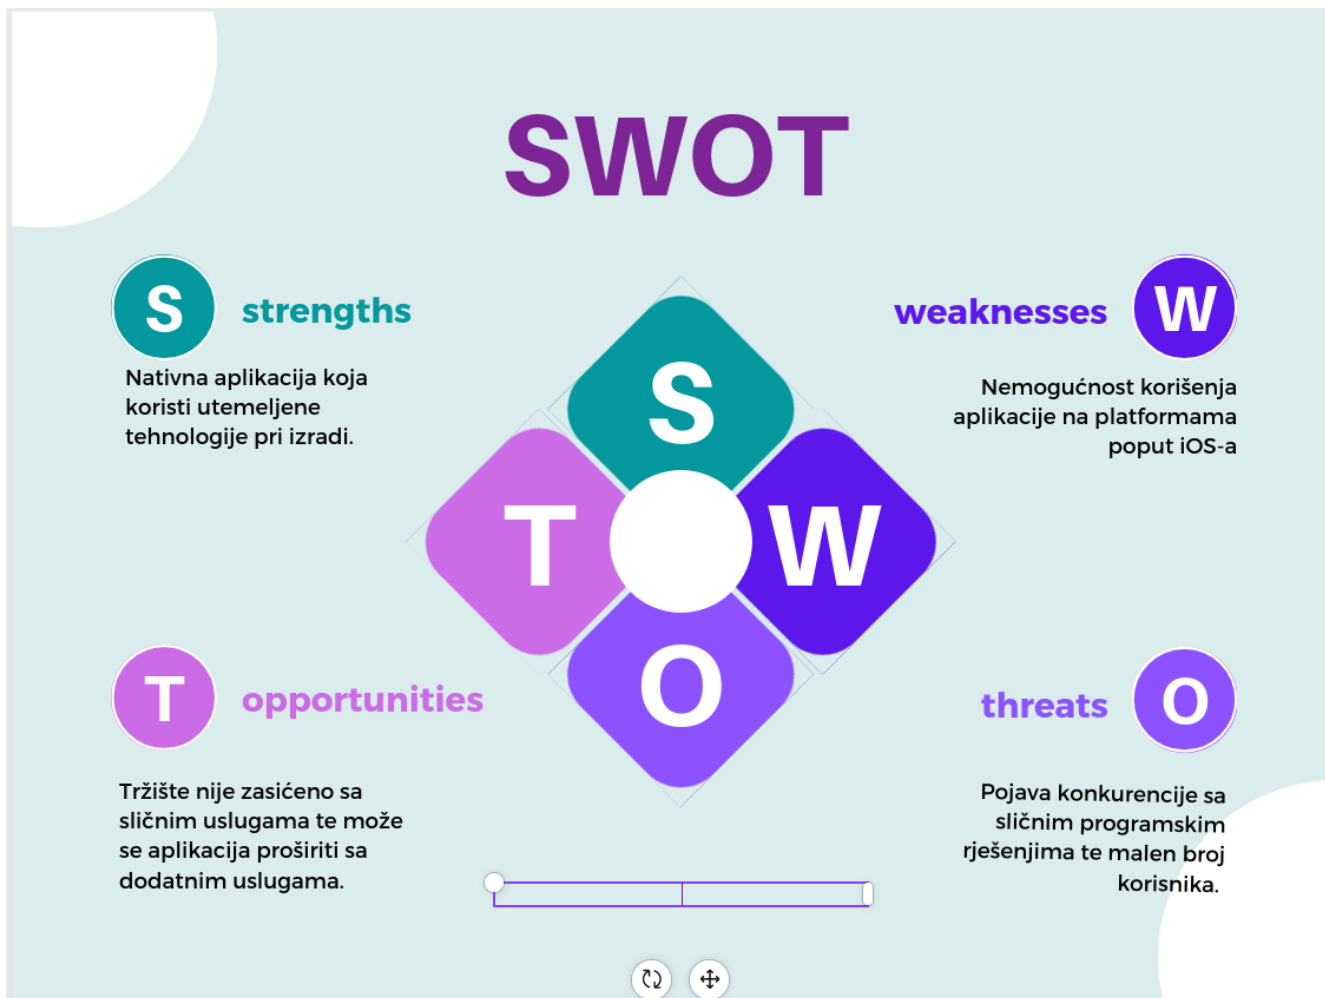 SWOT
S strengths
Nativna aplikacija koja
koristi utemeljene
tehnologije pri izradi.
weaknesses W
Nemogućnost korišenja
aplikacije na platformama
poput iOS-a
S
T
W
O
T opportunities
Tržište nije zasićeno sa
sličnim uslugama te može
se aplikacija proširiti sa
dodatnim uslugama.
threats O
Pojava konkurencije sa
sličnim programskim
rješenjima te malen broj
korisnika.